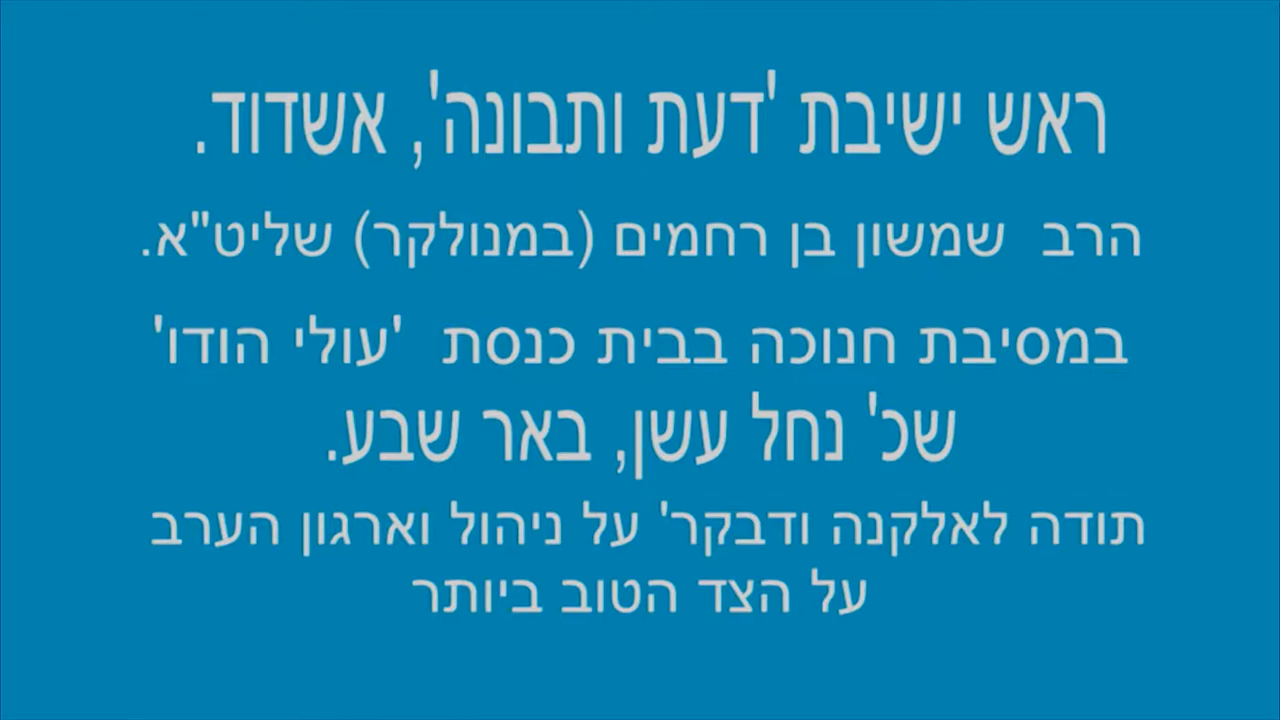 ראש ישיבת 'דעת ותבונה', אשדוד.
הרב  שמשון בן רחמים (במנולקר) שליט"א.
במסיבת חנוכה בבית כנסת  'עולי הודו'
שכ' נחל עשן, באר שבע.
תודה לאלקנה ודבקר' על ניהול וארגון הערב
על הצד הטוב ביותר